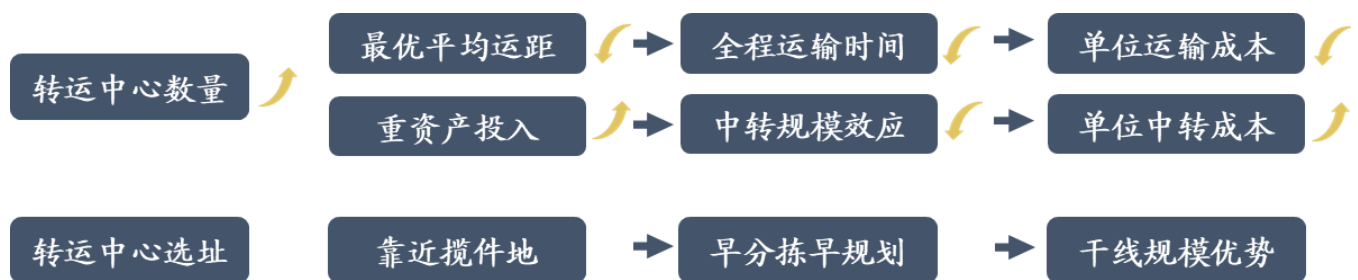 最优平均运距
全程运输时间
单位运输成本
转运中心数量
重资产投入
中转规模效应
单位中转成本
转运中心选址
靠近揽件地
早分拣早规划
干线规模优势